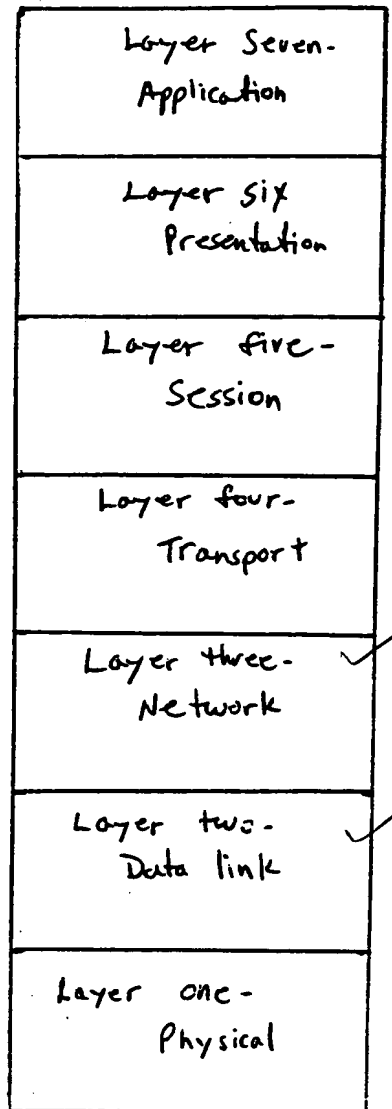 Layer Seven-
Application
Layer six
Presentation
Layer five-
Session
Layer four-
Transport
Layer three-
Network
Layer two-
Data link
Layer one-
Physical